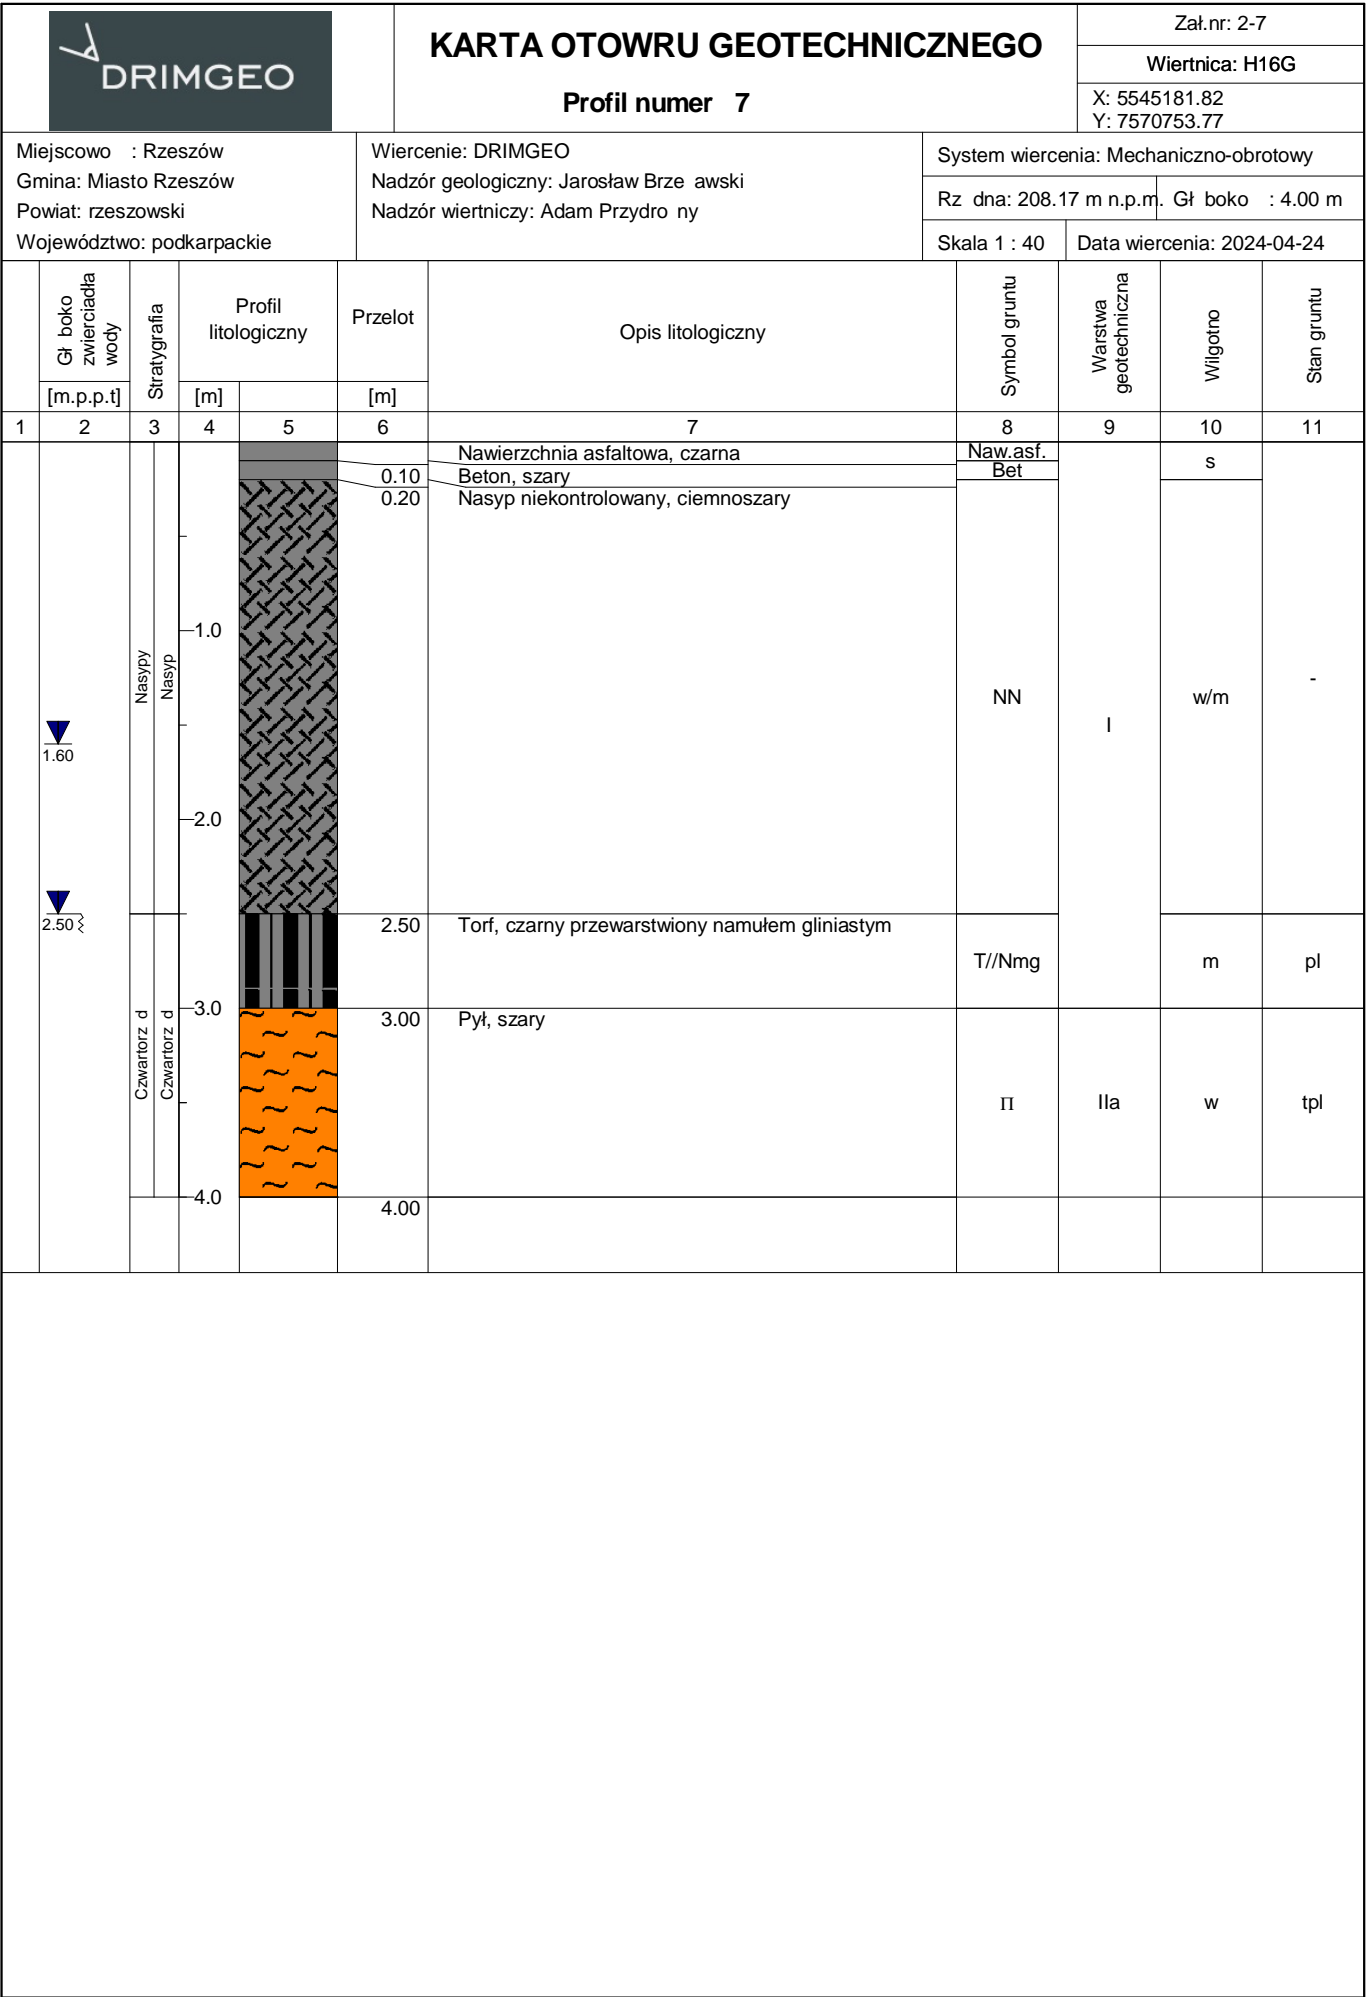 DRIMGEO
KARTA OTOWRU GEOTECHNICZNEGO
Profil numer 7
Zał.nr: 2-7
Wiertnica: H16G
X: 5545181.82
Y: 7570753.77
Miejscowo : Rzeszów
Gmina: Miasto Rzeszów
Powiat: rzeszowski
Województwo: podkarpackie
Wiercenie: DRIMGEO
Nadzór geologiczny: Jarosław Brze awski
Nadzór wiertniczy: Adam Przydro ny
System wiercenia: Mechaniczno-obrotowy
Rz dna: 208.17 m n.p.m. Gł boko : 4.00 m
Skala 1 : 40 Data wiercenia: 2024-04-24
Gł boko
zwierciadła
wody
[m.p.p.t]
Stratygrafia
Profil
litologiczny
[m]
Przelot
[m]
Opis litologiczny
Symbol gruntu
Warstwa
geotechniczna
Wilgotno
Stan gruntu
1 2 3 4 5 6 7 8 9 10 11
Nawierzchnia asfaltowa, czarna Naw.asf. s
0.10 Beton, szary Bet
0.20 Nasyp niekontrolowany, ciemnoszary
-1.0
Nasypy
Nasyp
NN I w/m -
1.60
-2.0
2.50
2.50 Torf, czarny przewarstwiony namułem gliniastym
T//Nmg m pl
-3.0
3.00 Pył, szary
Czwartorz d
Czwartorz d
Π IIa w tpl
-4.0
4.00